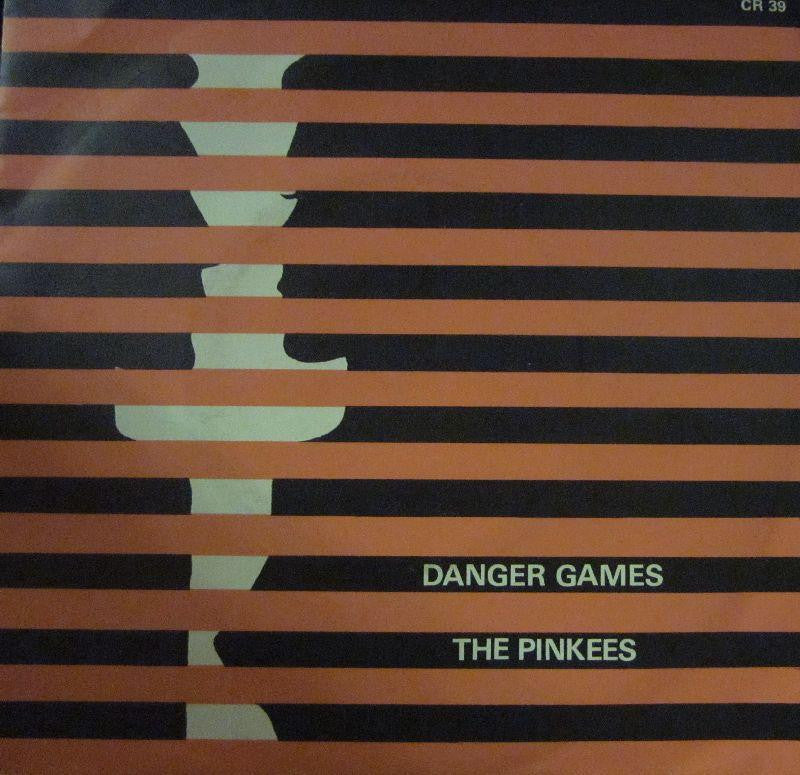 CR 39
DANGER GAMES
THE PINKEES